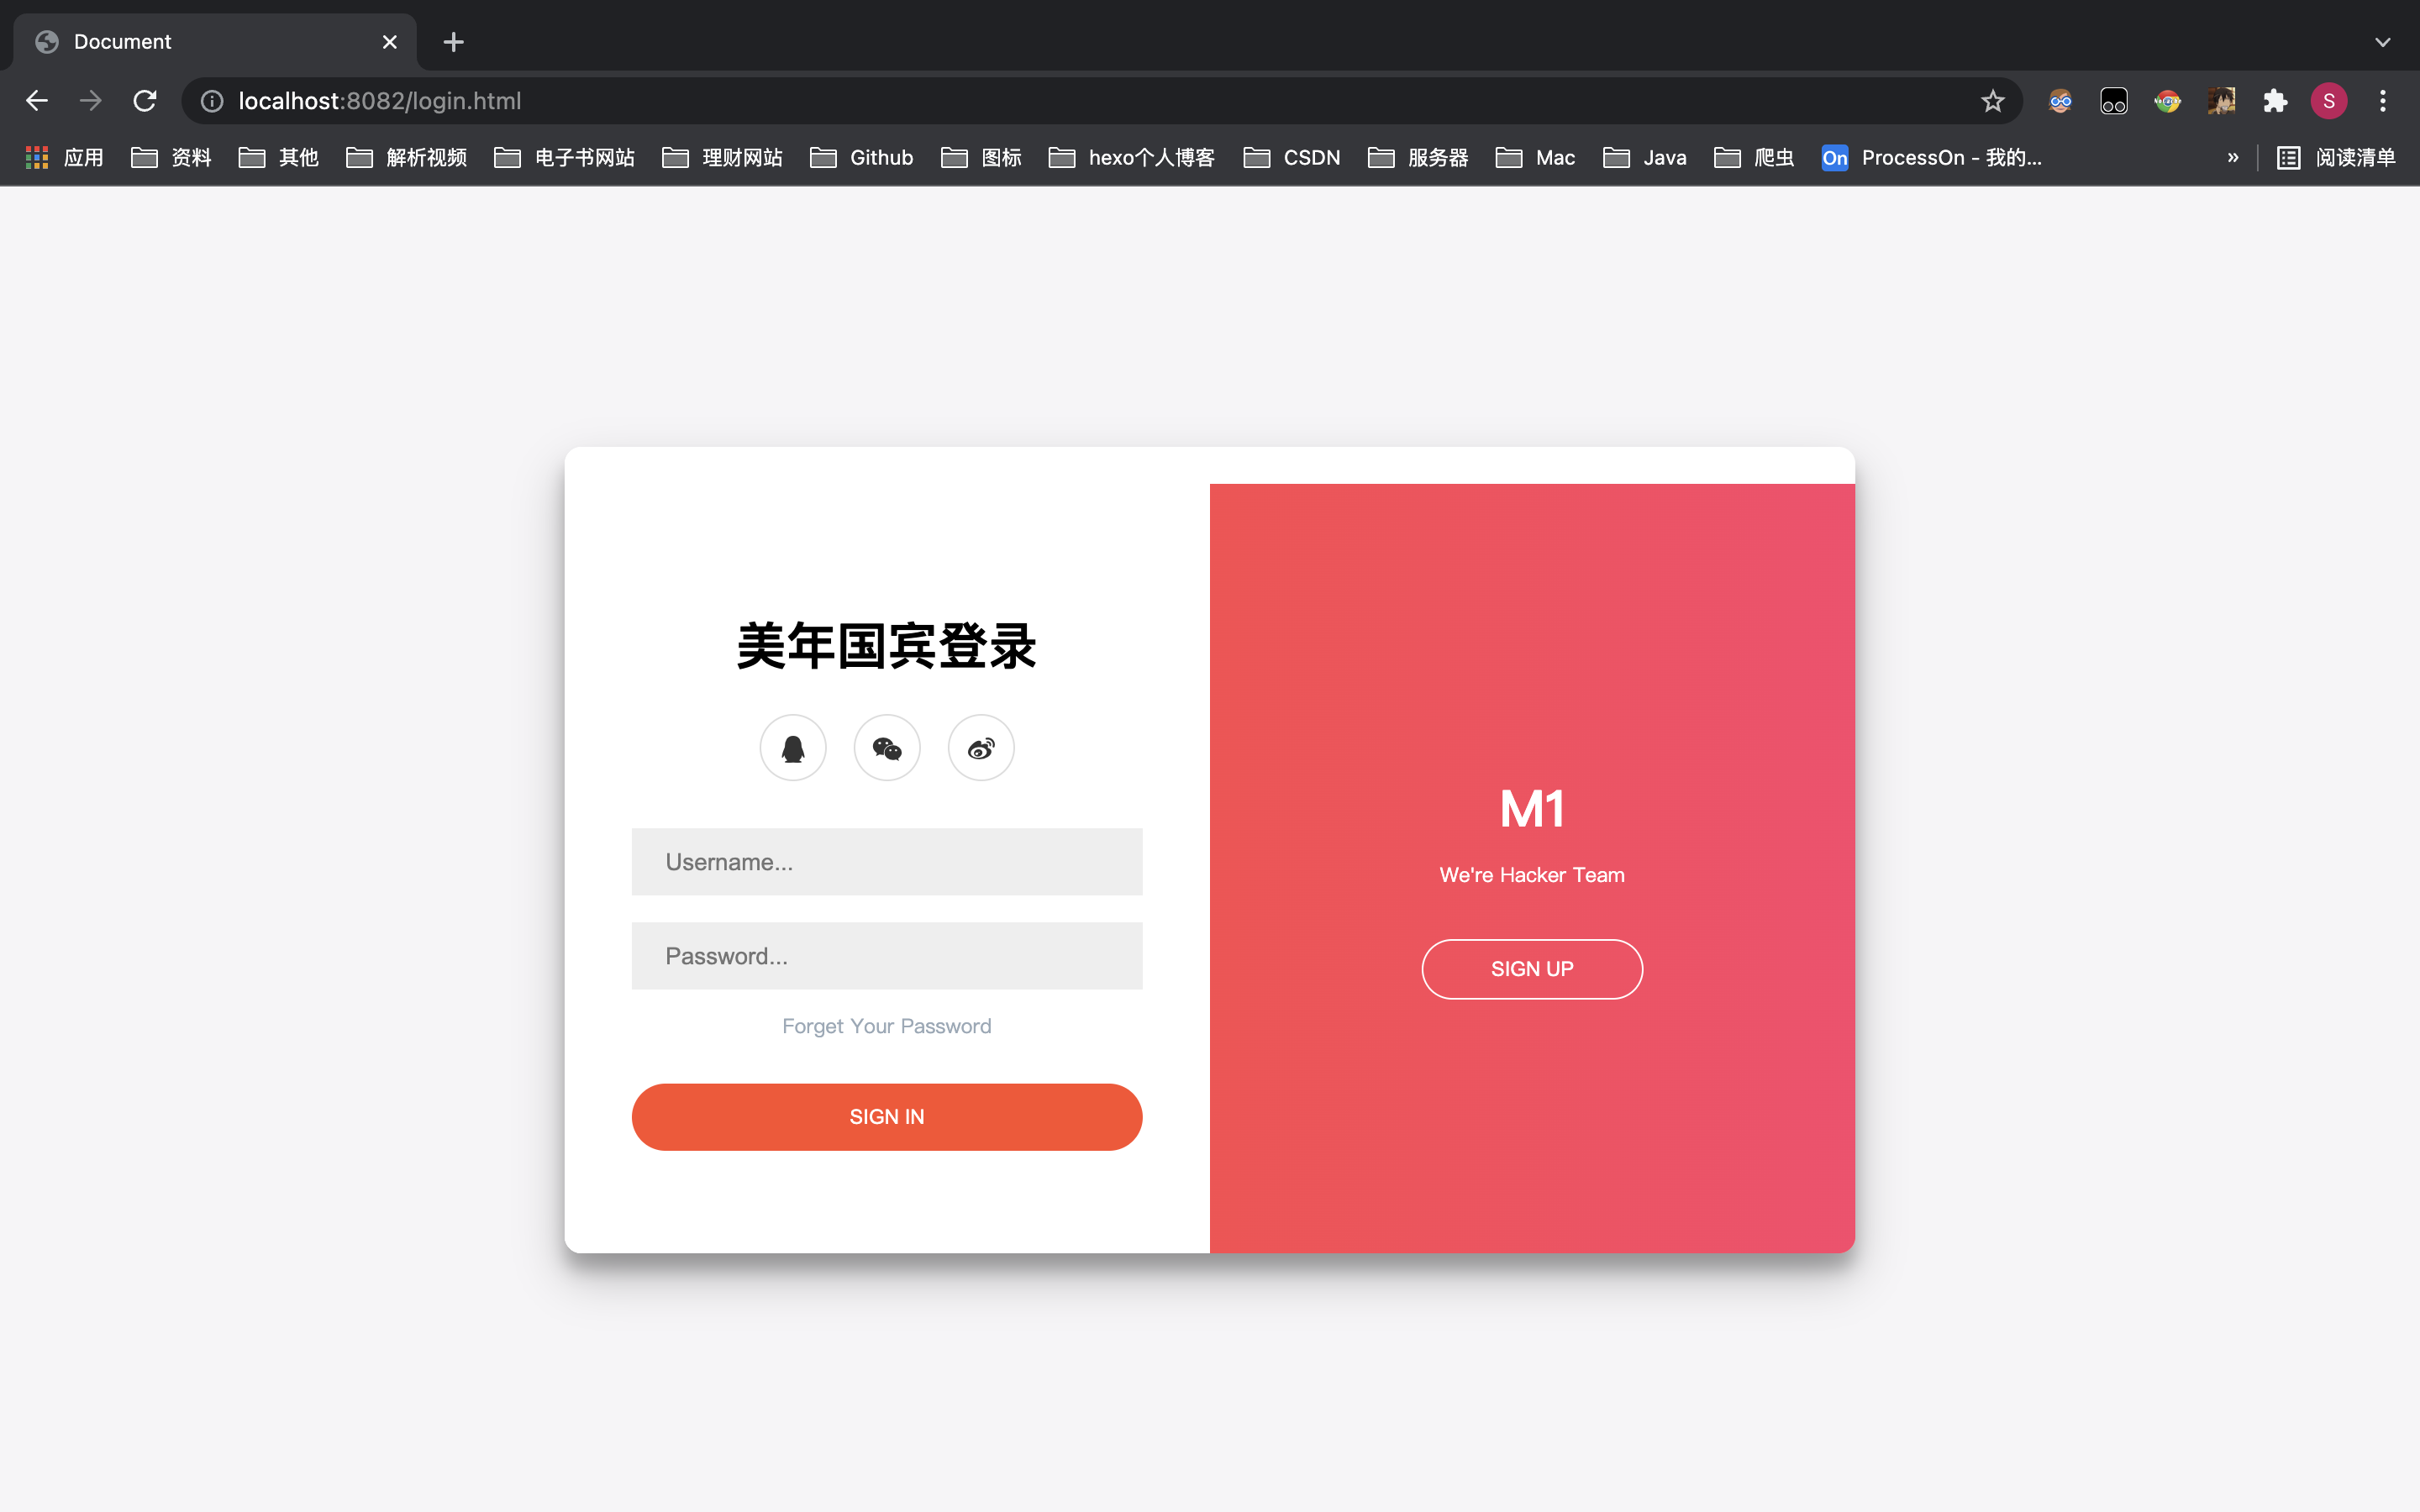 Document
localhost:8082/login.html
S
应用 资料 其他 解析视频 电子书网站 理财网站 Github 图标 hexo个人博客 CSDN 服务器 Mac Java 爬虫 On ProcessOn - 我的... » 阅读清单
美年国宾登录
Username...
Password...
Forget Your Password
SIGN IN
M1
We're Hacker Team
SIGN UP